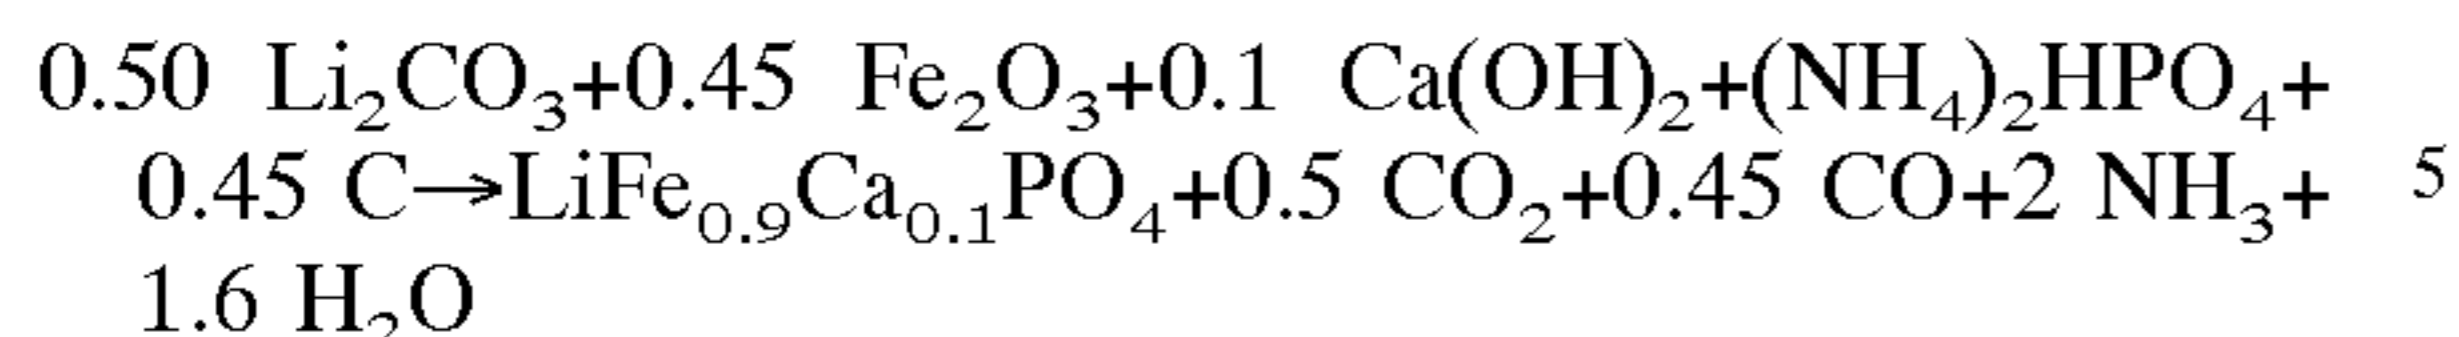 0.50 Li₂CO₃+0.45 Fe₂O₃+0.1 Ca(OH)₂+(NH₄)₂HPO₄+
0.45 C→LiFe₀.₉Ca₀.₁PO₄+0.5 CO₂+0.45 CO+2 NH₃+ 5
1.6 H₂O